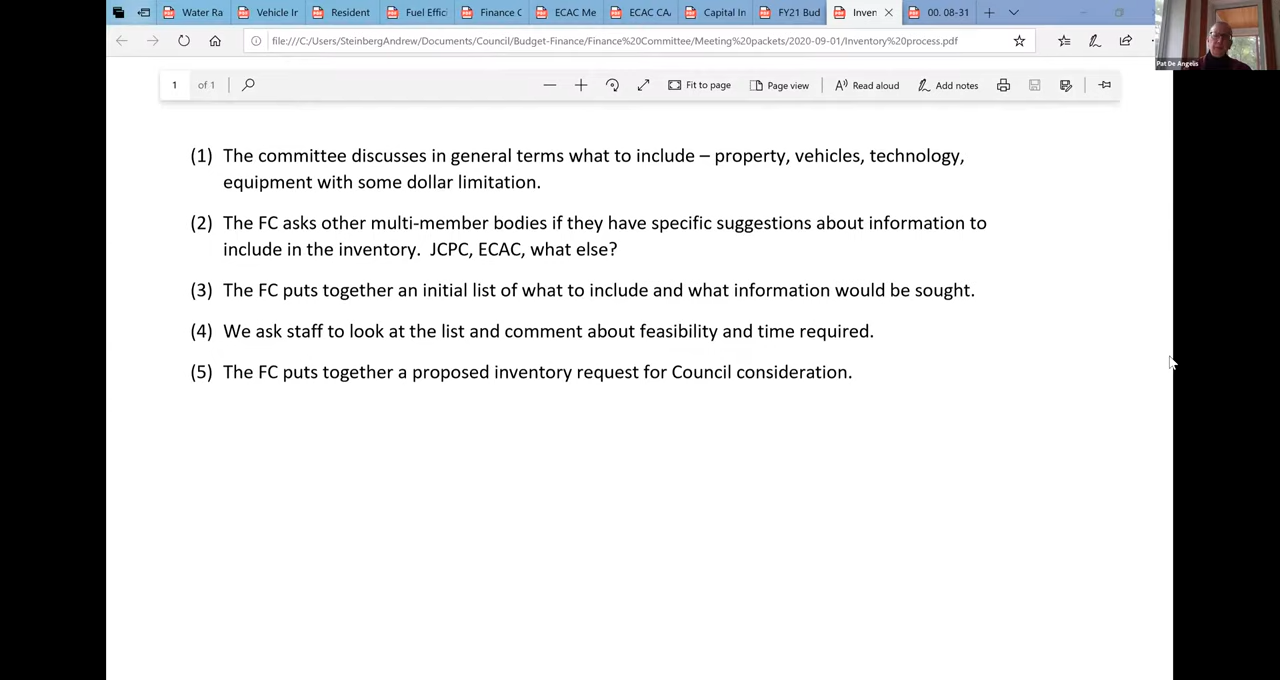 Water Ra
Vehicle Ir
Resident
Fuel Effic
Finance C
ECAC Me
ECAC CA
Capital In
FY21 Bud
Inven
00. 08-31
file:///C:/Users/SteinbergAndrew/Documents/Council/Budget-Finance/Finance%20Committee/Meeting%20packets/2020-09-01/Inventory%20process.pdf
Pat De Angelis
1 of 1
Fit to page
Page view
Read aloud
Add notes
(1) The committee discusses in general terms what to include – property, vehicles, technology,
equipment with some dollar limitation.
(2) The FC asks other multi-member bodies if they have specific suggestions about information to
include in the inventory. JCPC, ECAC, what else?
(3) The FC puts together an initial list of what to include and what information would be sought.
(4) We ask staff to look at the list and comment about feasibility and time required.
(5) The FC puts together a proposed inventory request for Council consideration.